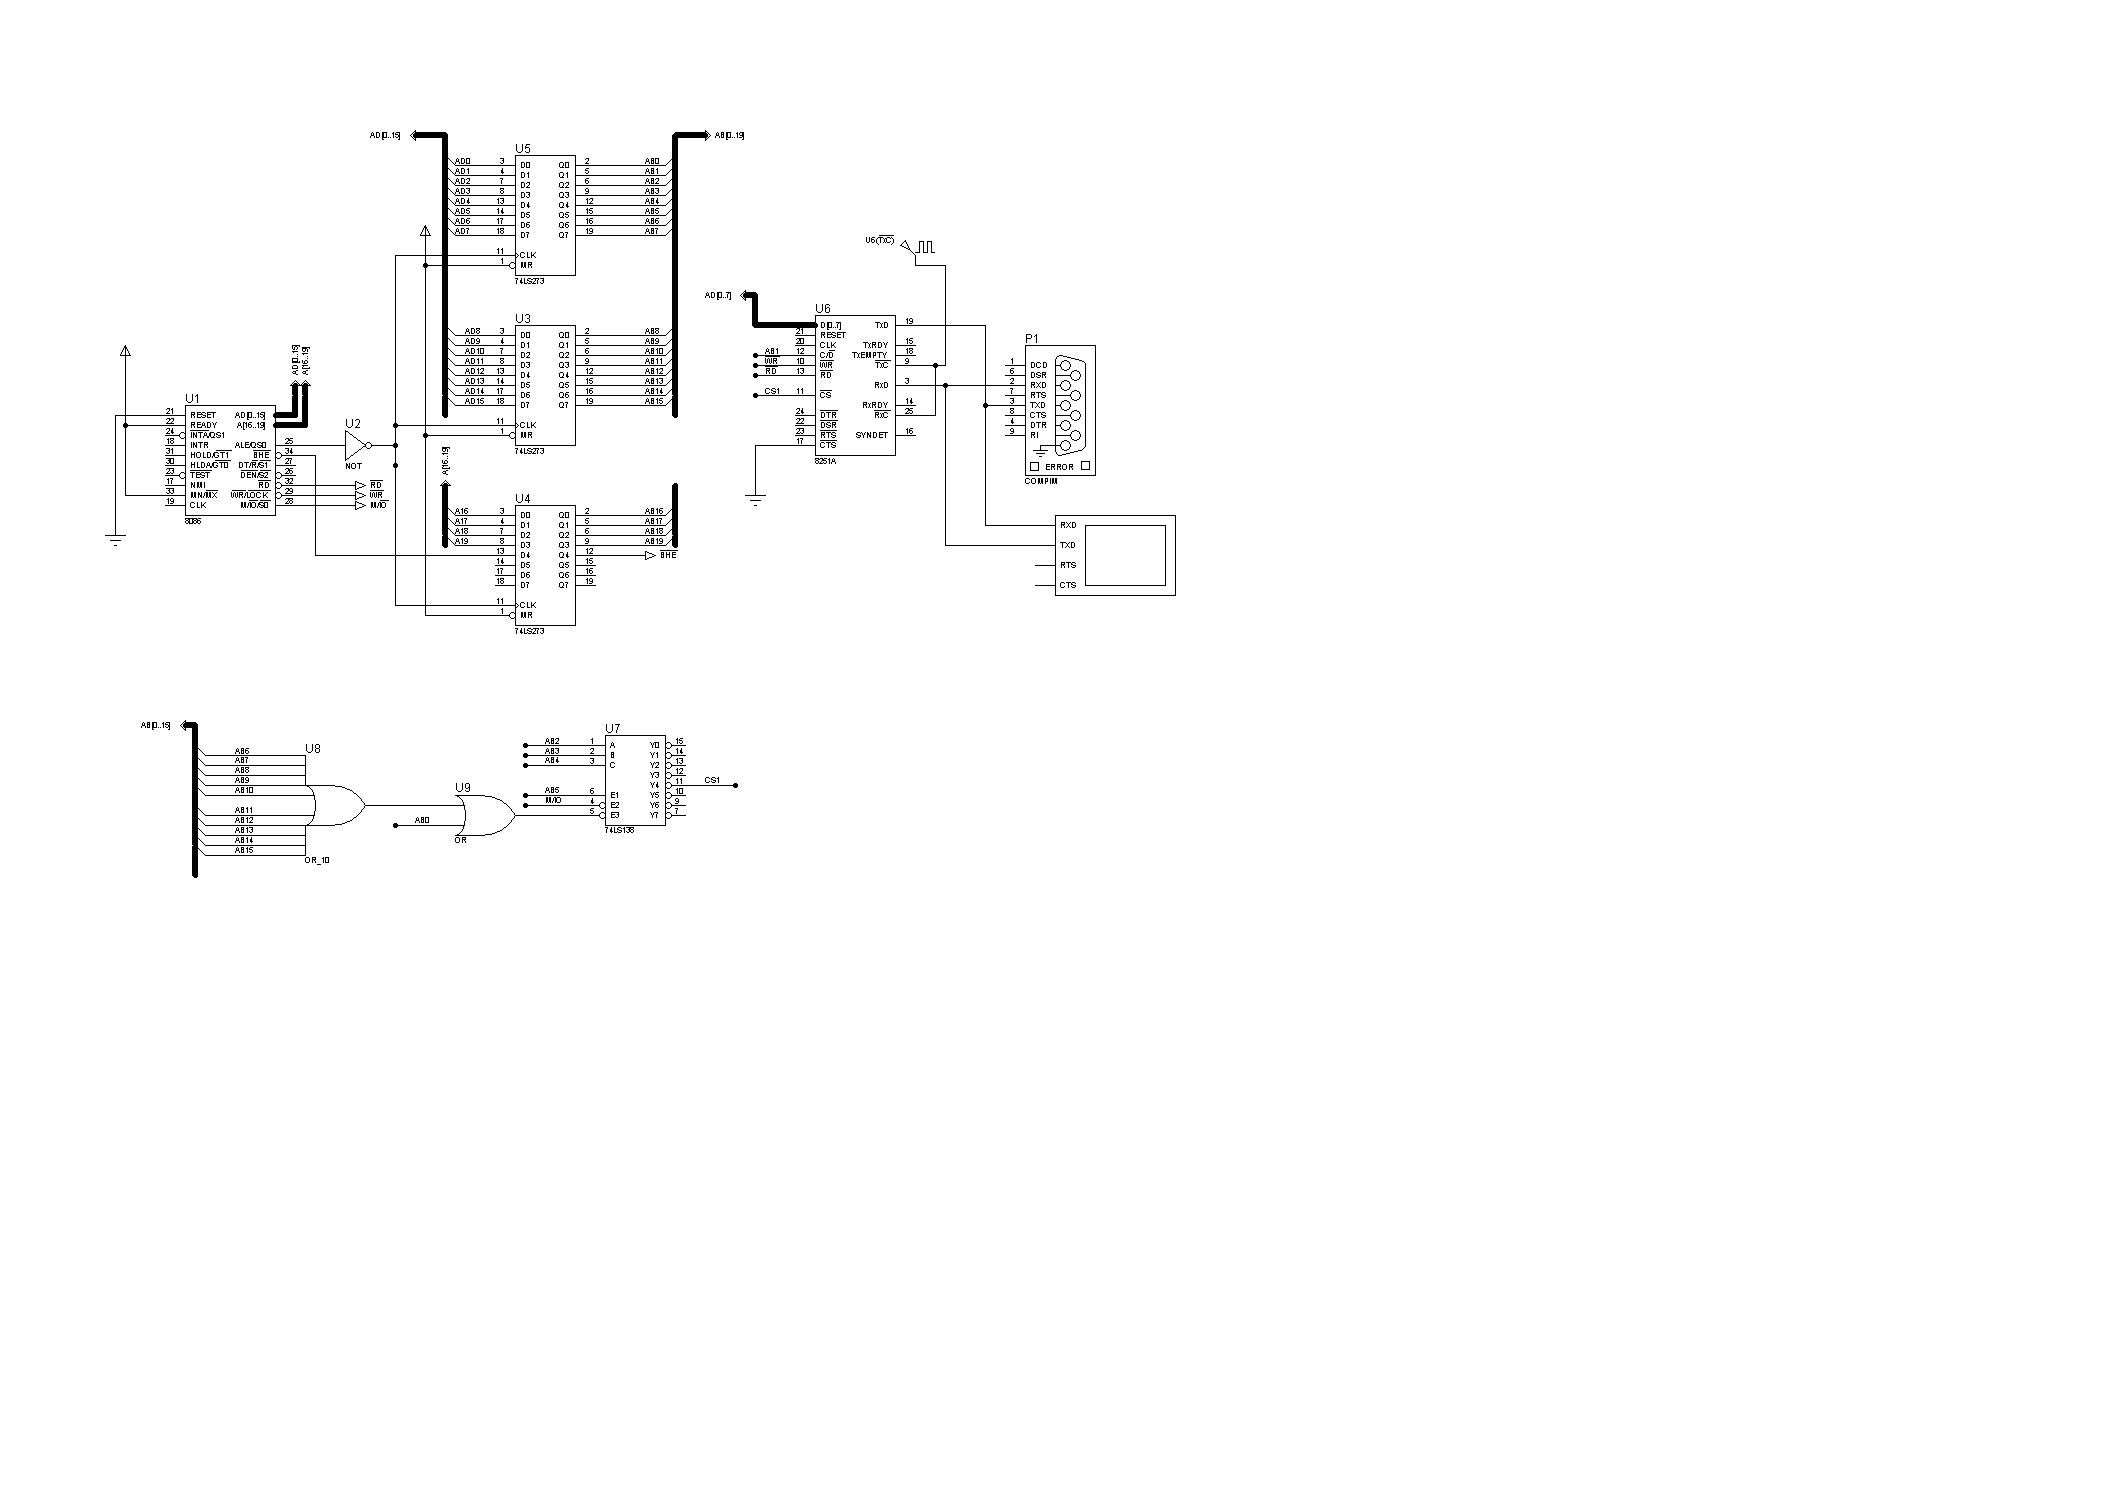 AD[0..15]
AB[0..19]
U5
AD0 3 D0 Q0 2 AB0
AD1 4 D1 Q1 5 AB1
AD2 7 D2 Q2 6 AB2
AD3 8 D3 Q3 9 AB3
AD4 13 D4 Q4 12 AB4
AD5 14 D5 Q5 15 AB5
AD6 17 D6 Q6 16 AB6
AD7 18 D7 Q7 19 AB7
11 CLK
1 MR
74LS273
U3
AD8 3 D0 Q0 2 AB8
AD9 4 D1 Q1 5 AB9
AD10 7 D2 Q2 6 AB10
AD11 8 D3 Q3 9 AB11
AD12 13 D4 Q4 12 AB12
AD13 14 D5 Q5 15 AB13
AD14 17 D6 Q6 16 AB14
AD15 18 D7 Q7 19 AB15
11 CLK
1 MR
74LS273
A[16..19]
U4
A16 3 D0 Q0 2 AB16
A17 4 D1 Q1 5 AB17
A18 7 D2 Q2 6 AB18
A19 8 D3 Q3 9 AB19
13 D4 Q4 12 BHE
14 D5 Q5 15
17 D6 Q6 16
18 D7 Q7 19
11 CLK
1 MR
74LS273
AD[0..15]
A[16..19]
U1
21 RESET AD[0..15]
22 READY A[16..19]
24 INTA/QS1
18 INTR ALE/QS0 25
31 HOLD/GT1 BHE 34
30 HLDA/GT0 DT/R/S1 27
23 TEST DEN/S2 26
17 NMI RD 32 RD
33 MN/MX WR/LOCK 29 WR
19 CLK M/IO/S0 28 M/IO
8086
U2
NOT
U6(TxC)
AD[0..7]
U6
D[0..7] TxD 19
21 RESET
20 CLK TxRDY 15
AB1 12 C/D TxEMPTY 18
WR 10 WR TxC 9
RD 13 RD
RxD 3
CS1 11 CS
RxRDY 14
24 DTR RxC 25
22 DSR
23 RTS SYNDET 16
17 CTS
8251A
P1
1 DCD
6 DSR
2 RXD
7 RTS
3 TXD
8 CTS
4 DTR
9 RI
ERROR
COMPIM
RXD
TXD
RTS
CTS
AB[0..15]
U8
AB6
AB7
AB8
AB9
AB10
AB11
AB12
AB13
AB14
AB15
OR_10
U9
AB0
OR
U7
AB2 1 A Y0 15
AB3 2 B Y1 14
AB4 3 C Y2 13
Y3 12
Y4 11 CS1
AB5 6 E1 Y5 10
M/IO 4 E2 Y6 9
5 E3 Y7 7
74LS138